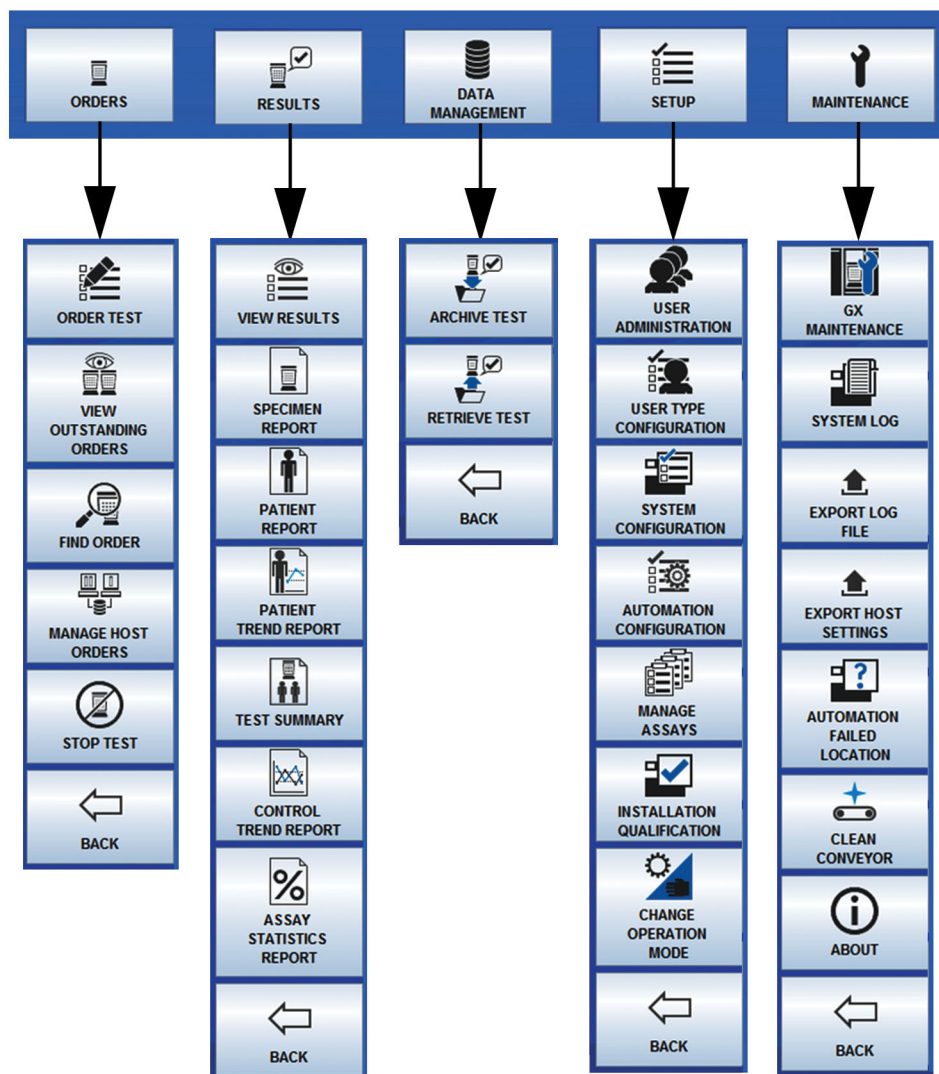 ORDERS
RESULTS
DATA
MANAGEMENT
SETUP
MAINTENANCE
ORDER TEST
VIEW
OUTSTANDING
ORDERS
FIND ORDER
MANAGE HOST
ORDERS
STOP TEST
BACK
VIEW RESULTS
SPECIMEN
REPORT
PATIENT
REPORT
PATIENT
TREND REPORT
TEST SUMMARY
CONTROL
TREND REPORT
ASSAY
STATISTICS
REPORT
BACK
ARCHIVE TEST
RETRIEVE TEST
BACK
USER
ADMINISTRATION
USER TYPE
CONFIGURATION
SYSTEM
CONFIGURATION
AUTOMATION
CONFIGURATION
MANAGE
ASSAYS
INSTALLATION
QUALIFICATION
CHANGE
OPERATION
MODE
BACK
GX
MAINTENANCE
SYSTEM LOG
EXPORT LOG
FILE
EXPORT HOST
SETTINGS
AUTOMATION
FAILED
LOCATION
CLEAN
CONVEYOR
ABOUT
BACK